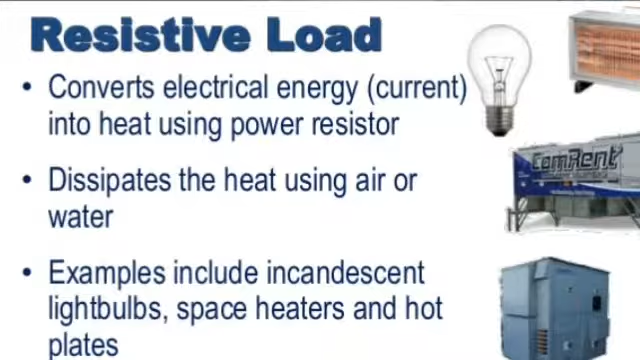 Resistive Load
• Converts electrical energy (current)
into heat using power resistor
• Dissipates the heat using air or
water
• Examples include incandescent
lightbulbs, space heaters and hot
plates
ComRent